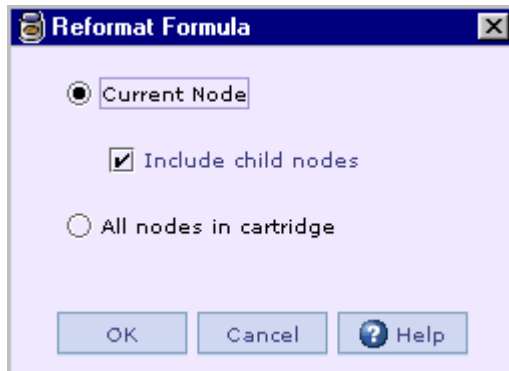 Reformat Formula
Current Node
Include child nodes
All nodes in cartridge
OK Cancel Help